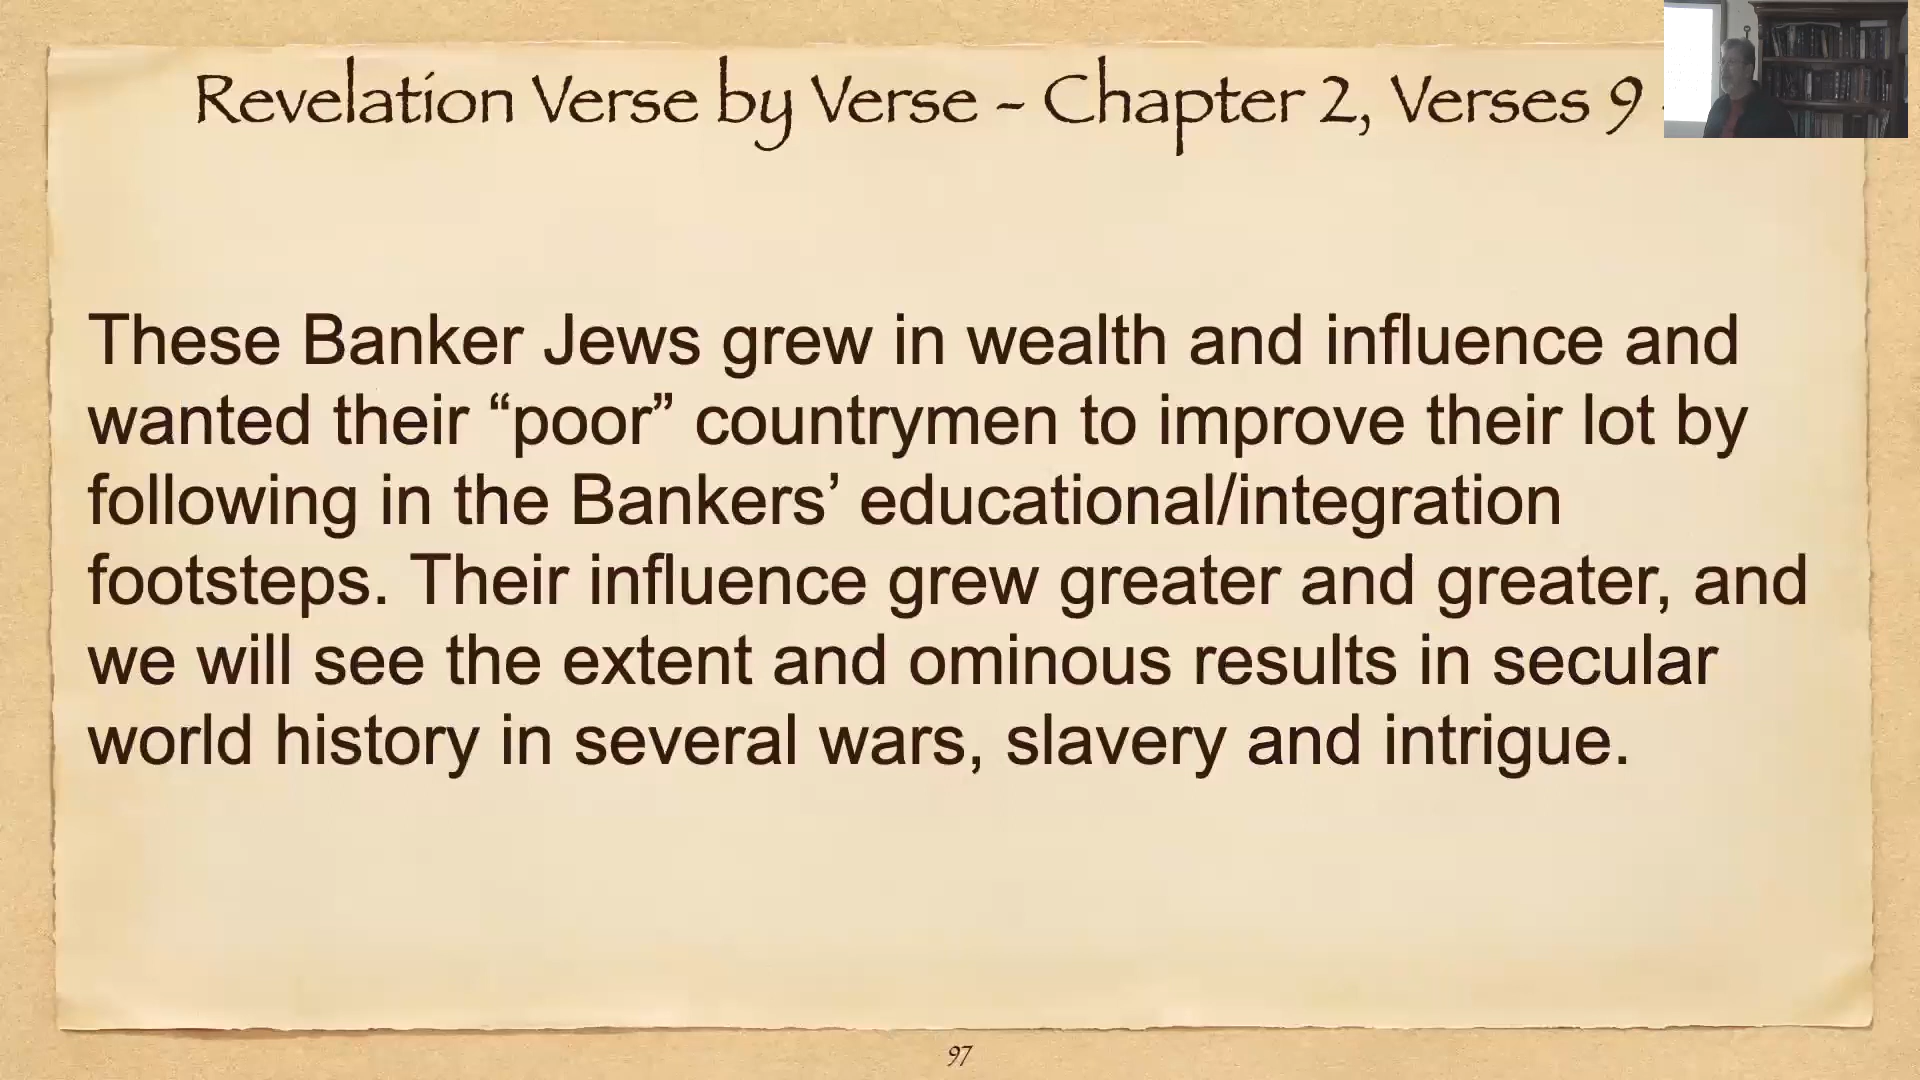 Revelation Verse by Verse - Chapter 2, Verses 9
These Banker Jews grew in wealth and influence and
wanted their “poor” countrymen to improve their lot by
following in the Bankers’ educational/integration
footsteps. Their influence grew greater and greater, and
we will see the extent and ominous results in secular
world history in several wars, slavery and intrigue.
97